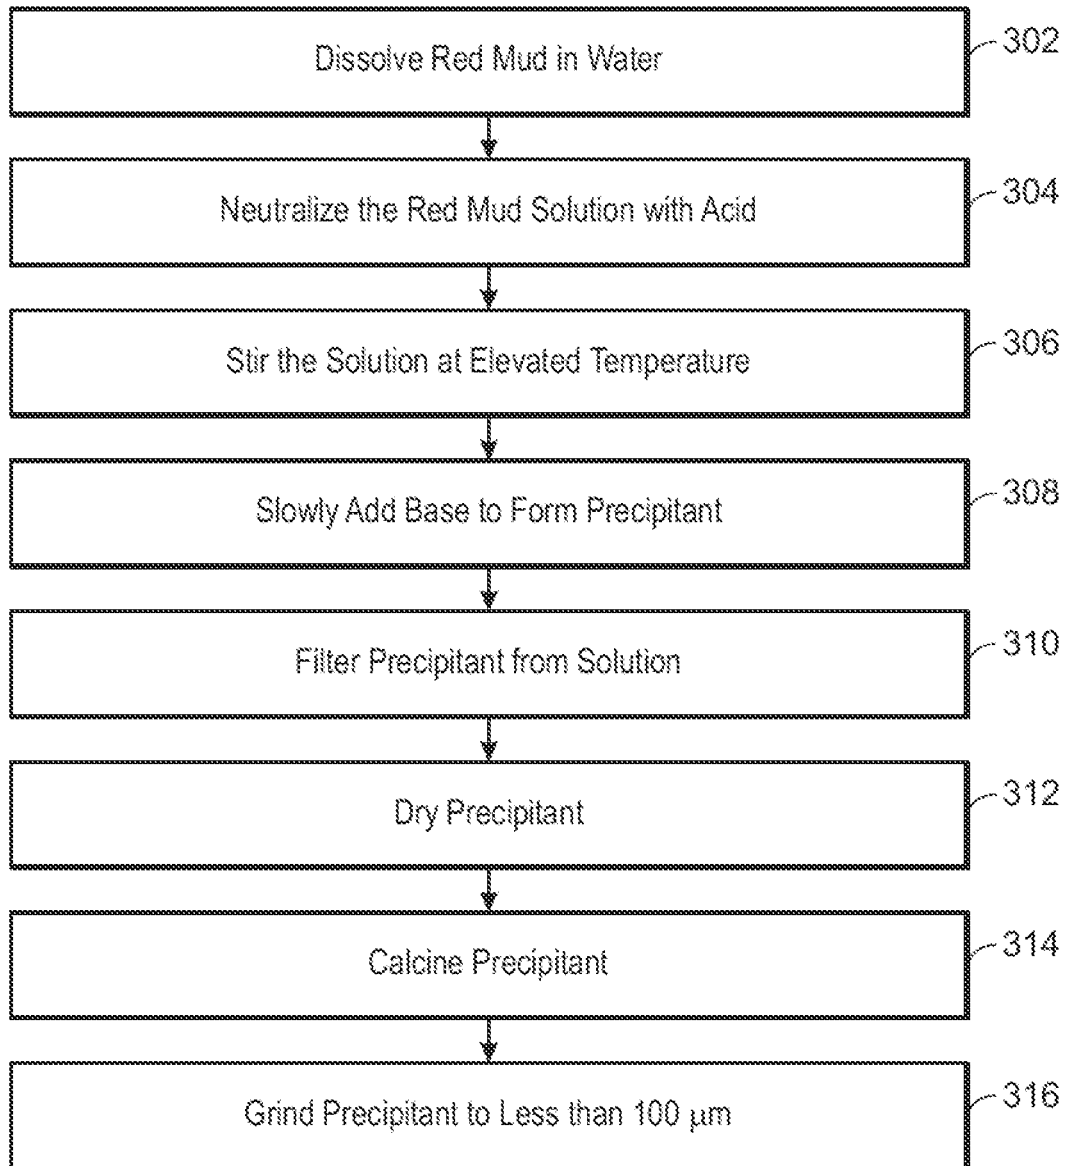 Dissolve Red Mud in Water
302
Neutralize the Red Mud Solution with Acid
304
Stir the Solution at Elevated Temperature
306
Slowly Add Base to Form Precipitant
308
Filter Precipitant from Solution
310
Dry Precipitant
312
Calcine Precipitant
314
Grind Precipitant to Less than 100 μm
316